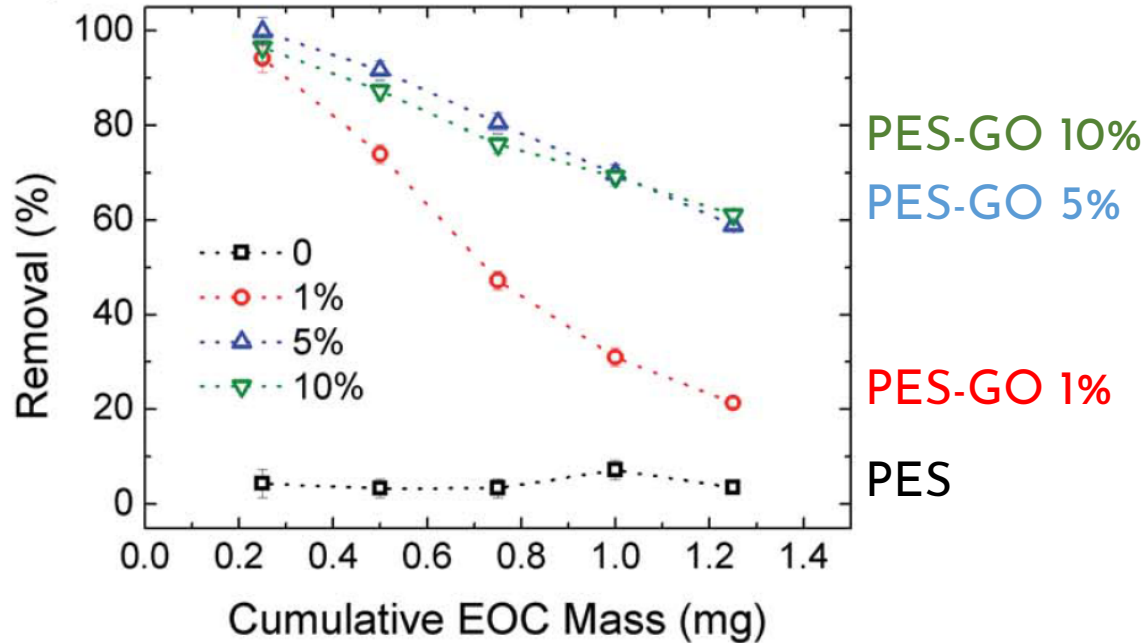 100
80
60
40
20
0
Removal (%)
0
1%
5%
10%
0.0 0.2 0.4 0.6 0.8 1.0 1.2 1.4
Cumulative EOC Mass (mg)
PES-GO 10%
PES-GO 5%
PES-GO 1%
PES